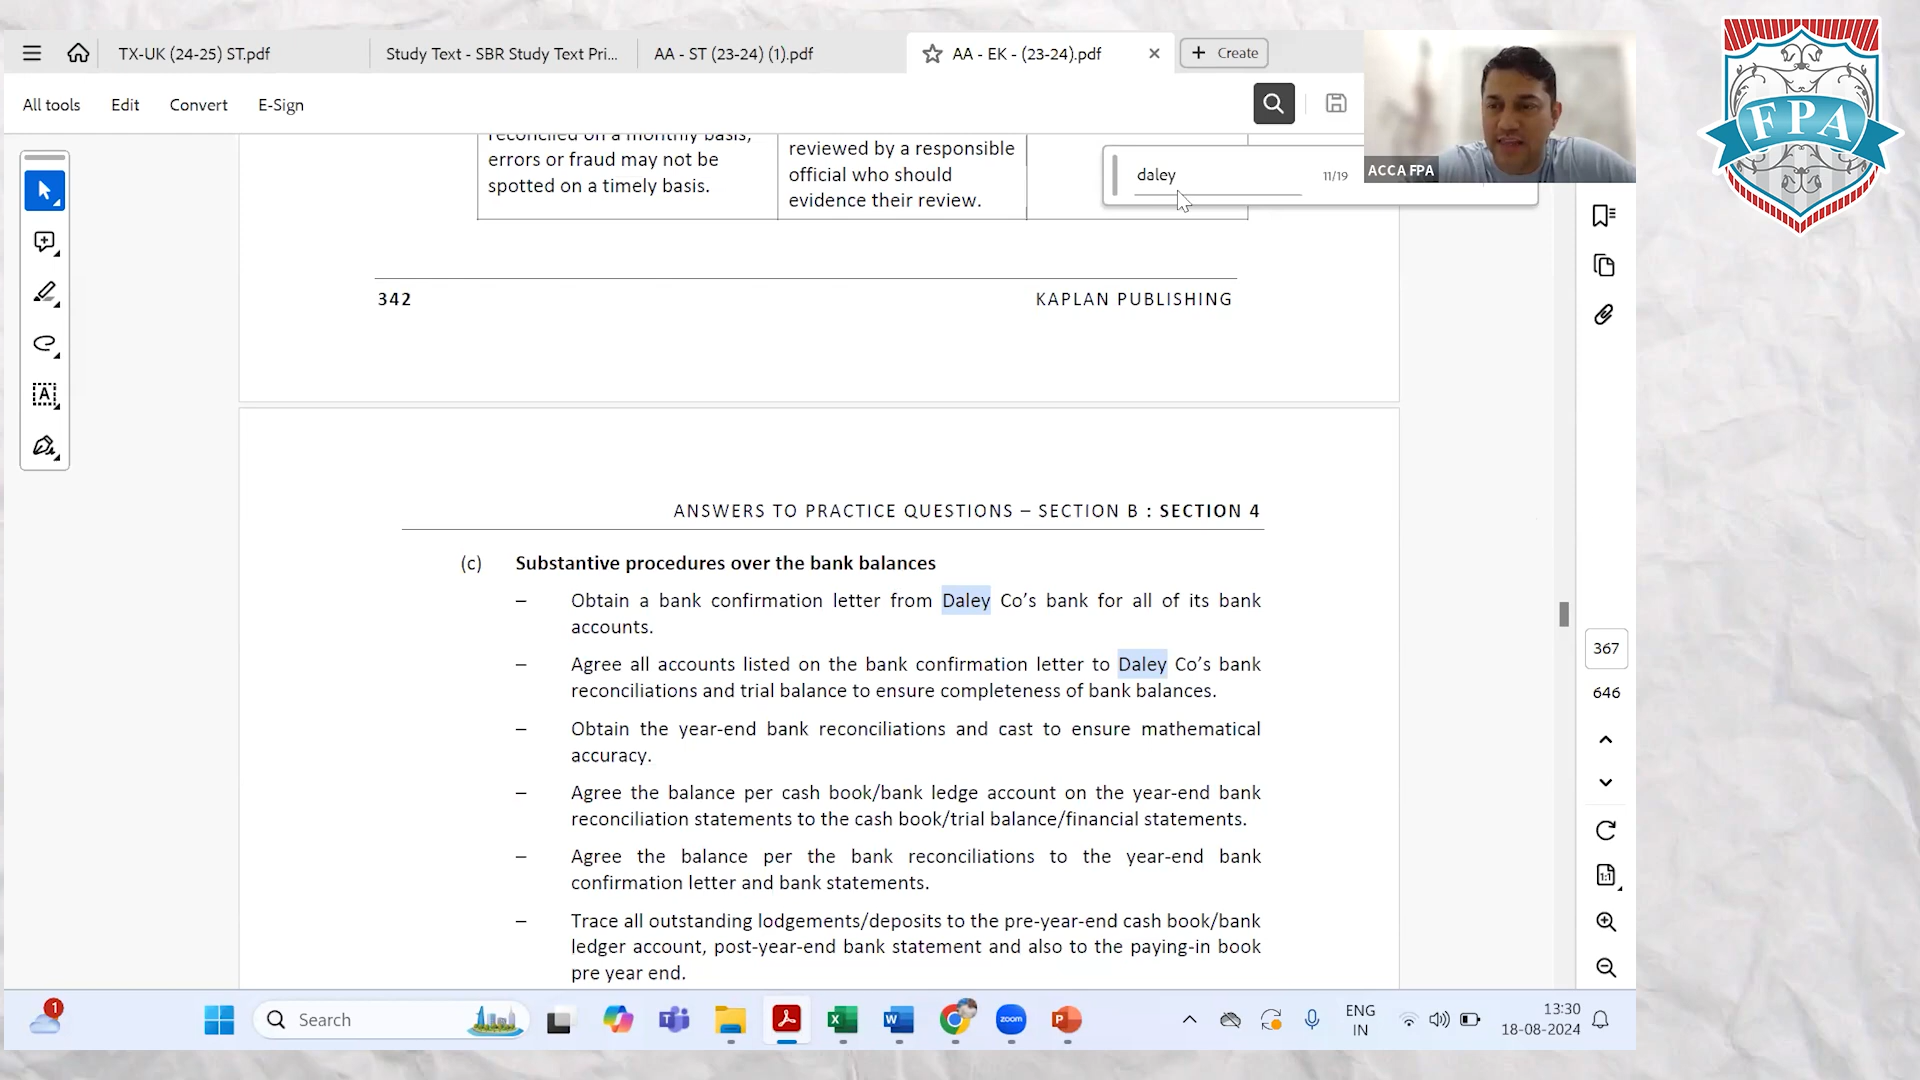 TX-UK (24-25) ST.pdf
Study Text - SBR Study Text Pri...
AA - ST (23-24) (1).pdf
AA - EK - (23-24).pdf
Create
All tools
Edit
Convert
E-Sign
daley
11/19
ACCA FPA
FPA
reconciled on a monthly basis,
errors or fraud may not be
spotted on a timely basis.
reviewed by a responsible
official who should
evidence their review.
342
KAPLAN PUBLISHING
ANSWERS TO PRACTICE QUESTIONS – SECTION B : SECTION 4
(c) Substantive procedures over the bank balances
– Obtain a bank confirmation letter from Daley Co's bank for all of its bank
accounts.
– Agree all accounts listed on the bank confirmation letter to Daley Co's bank
reconciliations and trial balance to ensure completeness of bank balances.
– Obtain the year-end bank reconciliations and cast to ensure mathematical
accuracy.
– Agree the balance per cash book/bank ledge account on the year-end bank
reconciliation statements to the cash book/trial balance/financial statements.
– Agree the balance per the bank reconciliations to the year-end bank
confirmation letter and bank statements.
– Trace all outstanding lodgements/deposits to the pre-year-end cash book/bank
ledger account, post-year-end bank statement and also to the paying-in book
pre year end.
367
646
1:1
1
Search
zoom
ENG
IN
13:30
18-08-2024